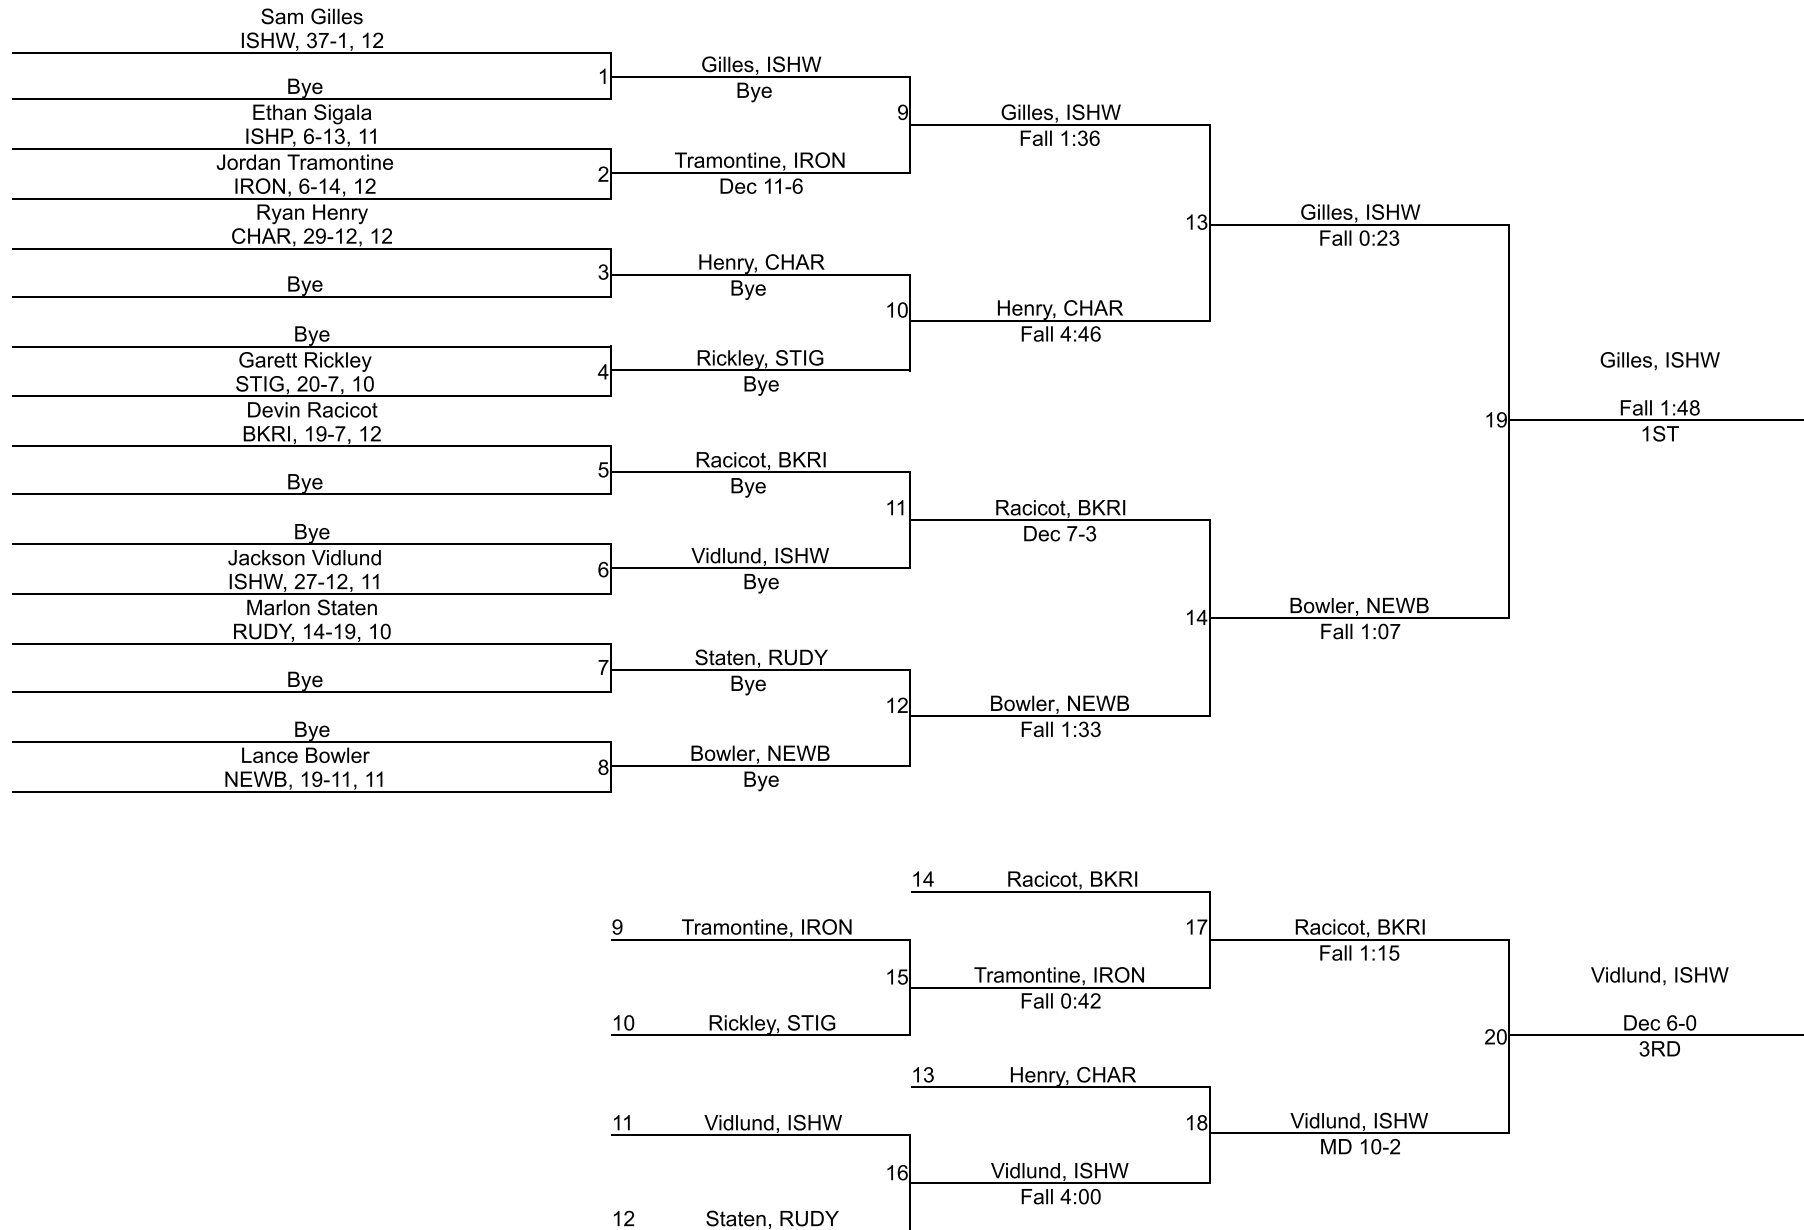 Sam Gilles
ISHW, 37-1, 12
Bye
Ethan Sigala
ISHP, 6-13, 11
Jordan Tramontine
IRON, 6-14, 12
Ryan Henry
CHAR, 29-12, 12
Bye
Bye
Garett Rickley
STIG, 20-7, 10
Devin Racicot
BKRI, 19-7, 12
Bye
Bye
Jackson Vidlund
ISHW, 27-12, 11
Marlon Staten
RUDY, 14-19, 10
Bye
Bye
Lance Bowler
NEWB, 19-11, 11
1
2
3
4
5
6
7
8
Gilles, ISHW
Bye
Tramontine, IRON
Dec 11-6
Henry, CHAR
Bye
Rickley, STIG
Bye
Racicot, BKRI
Bye
Vidlund, ISHW
Bye
Staten, RUDY
Bye
Bowler, NEWB
Bye
9
10
11
12
Gilles, ISHW
Fall 1:36
Henry, CHAR
Fall 4:46
Racicot, BKRI
Dec 7-3
Bowler, NEWB
Fall 1:33
13
14
Gilles, ISHW
Fall 0:23
Bowler, NEWB
Fall 1:07
19
Gilles, ISHW
Fall 1:48
1ST
9 Tramontine, IRON
10 Rickley, STIG
11 Vidlund, ISHW
12 Staten, RUDY
15
16
14 Racicot, BKRI
Tramontine, IRON
Fall 0:42
13 Henry, CHAR
Vidlund, ISHW
Fall 4:00
17
18
Racicot, BKRI
Fall 1:15
Vidlund, ISHW
MD 10-2
20
Vidlund, ISHW
Dec 6-0
3RD